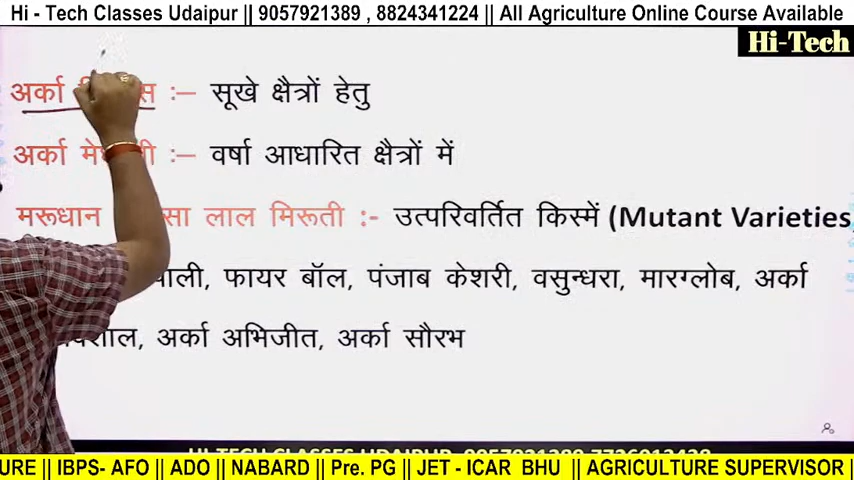 Hi - Tech Classes Udaipur || 9057921389 , 8824341224 || All Agriculture Online Course Available
Hi-Tech
अर्का :– सूखे क्षैत्रों हेतु
अर्का :– वर्षा आधारित क्षैत्रों में
मरूधान लाल मिरूती :- उत्परिवर्तित किस्में (Mutant Varieties
फायर बॉल, पंजाब केशरी, वसुन्धरा, मारग्लोब, अर्का
अर्का अभिजीत, अर्का सौरभ
URE || IBPS- AFO || ADO || NABARD || Pre. PG || JET - ICAR BHU || AGRICULTURE SUPERVISOR ||